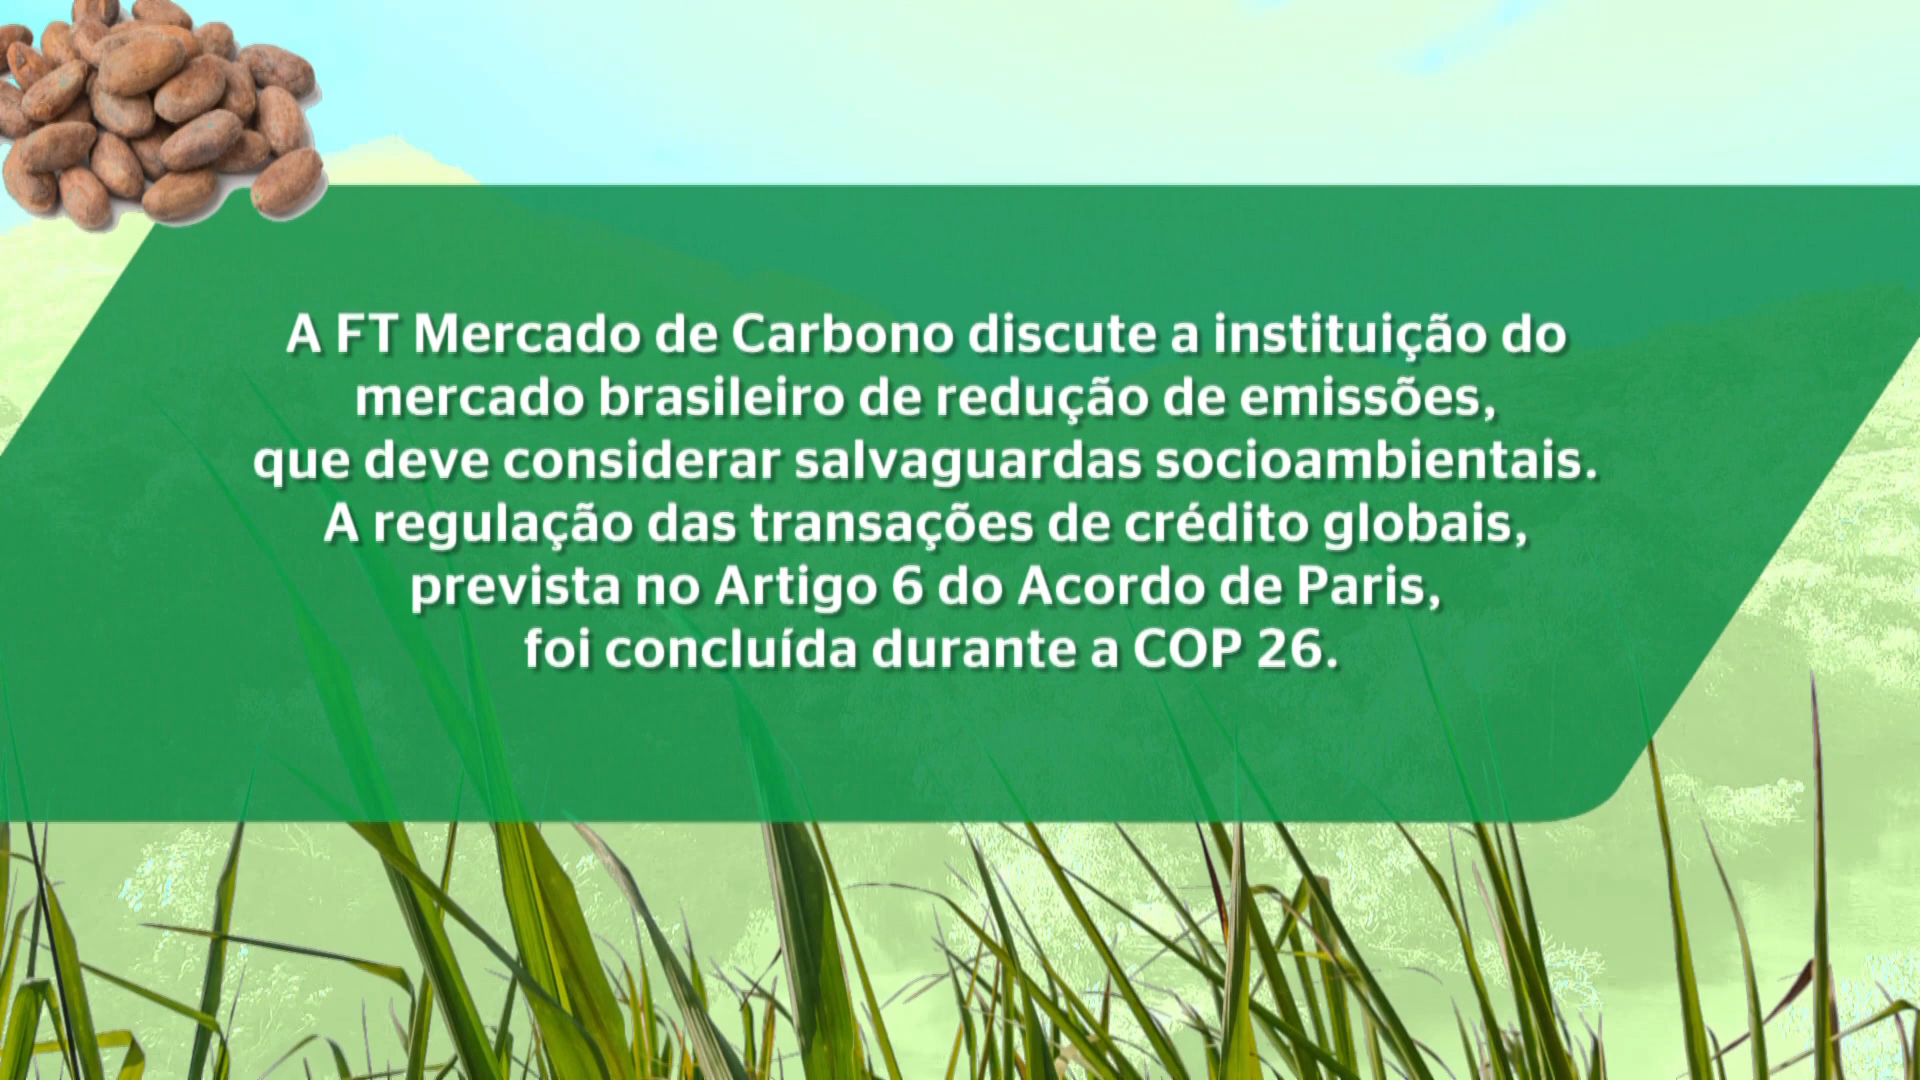 A FT Mercado de Carbono discute a instituição do
mercado brasileiro de redução de emissões,
que deve considerar salvaguardas socioambientais.
A regulação das transações de crédito globais,
prevista no Artigo 6 do Acordo de Paris,
foi concluída durante a COP 26.